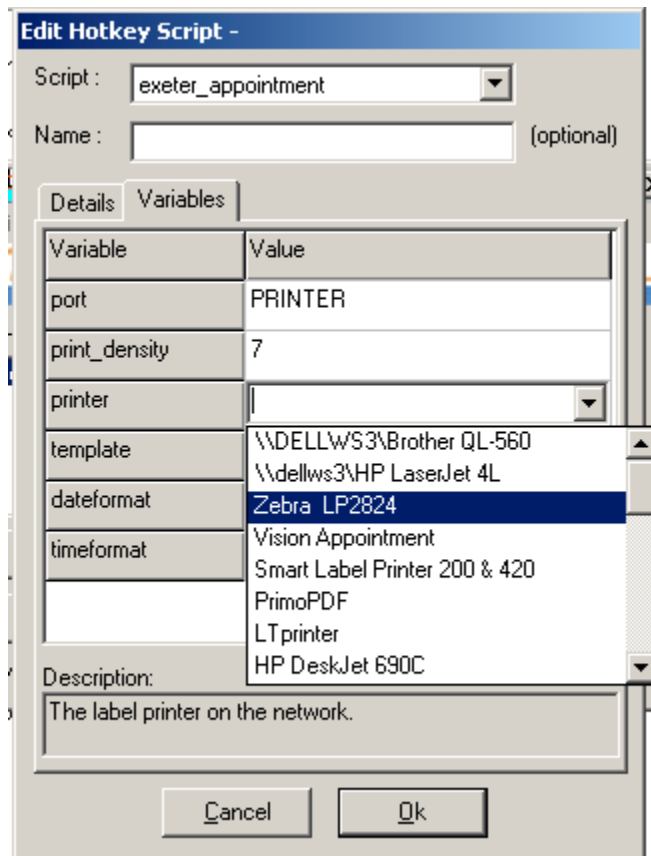 Edit Hotkey Script -
Script : exeter_appointment
Name : (optional)
Details Variables
Variable Value
port PRINTER
print_density 7
printer
template \\DELLWS3\Brother QL-560
\\dellws3\HP LaserJet 4L
dateformat Zebra  LP2824
timeformat Vision Appointment
Smart Label Printer 200 & 420
PrimoPDF
LTprinter
HP DeskJet 690C
Description:
The label printer on the network.
Cancel Ok